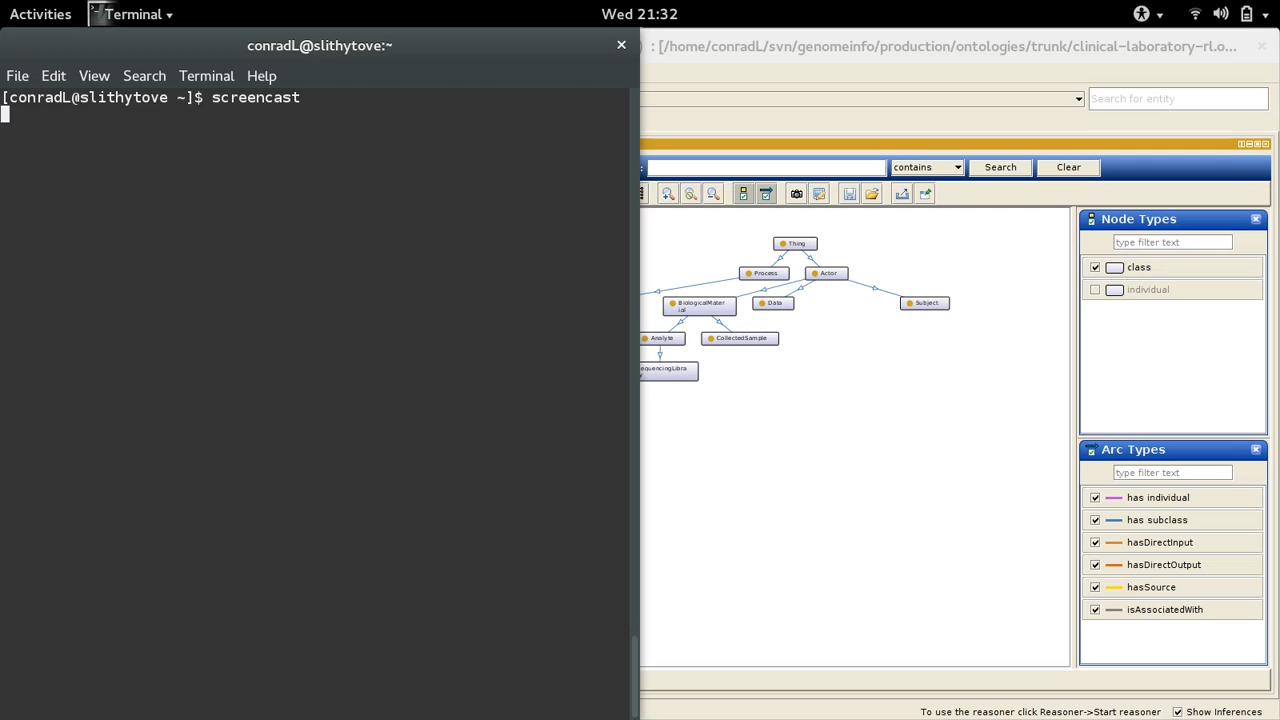 Activities
Terminal
Wed 21:32
conradL@slithytove:~
×
File Edit View Search Terminal Help
[conradL@slithytove ~]$ screencast
) : [/home/conradL/svn/genomeinfo/production/ontologies/trunk/clinical-laboratory-rl.o...
Search for entity
:
contains
Search
Clear
Thing
Process
Actor
BiologicalMater
ial
Data
Subject
Analyte
CollectedSample
equencingLibra
y
Node Types
type filter text
class
individual
Arc Types
type filter text
has individual
has subclass
hasDirectInput
hasDirectOutput
hasSource
isAssociatedWith
To use the reasoner click Reasoner->Start reasoner
Show Inferences